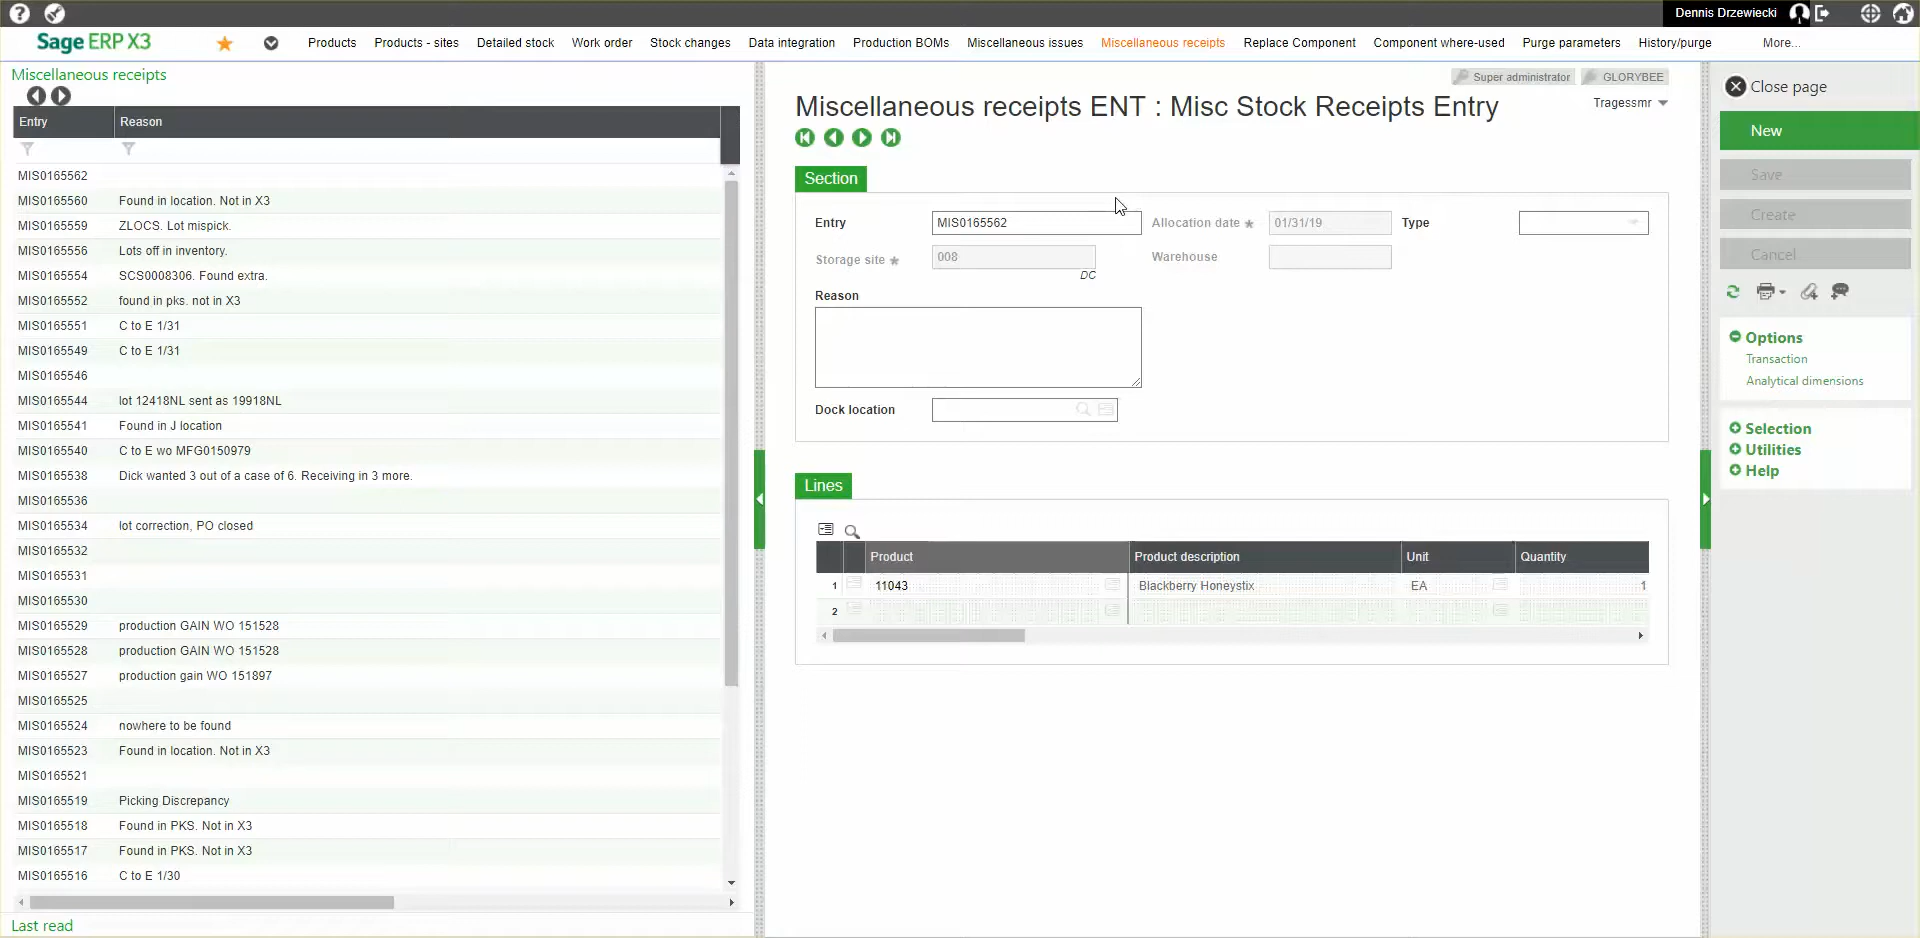 Dennis Drzewiecki
Sage ERP X3
Products
Products - sites
Detailed stock
Work order
Stock changes
Data integration
Production BOMs
Miscellaneous issues
Miscellaneous receipts
Replace Component
Component where-used
Purge parameters
History/purge
More...
Miscellaneous receipts
Entry Reason
MIS0165562
MIS0165560 Found in location. Not in X3
MIS0165559 ZLOCS. Lot mispick.
MIS0165556 Lots off in inventory.
MIS0165554 SCS0008306. Found extra.
MIS0165552 found in pks. not in X3
MIS0165551 C to E 1/31
MIS0165549 C to E 1/31
MIS0165546
MIS0165544 lot 12418NL sent as 19918NL
MIS0165541 Found in J location
MIS0165540 C to E wo MFG0150979
MIS0165538 Dick wanted 3 out of a case of 6. Receiving in 3 more.
MIS0165536
MIS0165534 lot correction, PO closed
MIS0165532
MIS0165531
MIS0165530
MIS0165529 production GAIN WO 151528
MIS0165528 production GAIN WO 151528
MIS0165527 production gain WO 151897
MIS0165525
MIS0165524 nowhere to be found
MIS0165523 Found in location. Not in X3
MIS0165521
MIS0165519 Picking Discrepancy
MIS0165518 Found in PKS. Not in X3
MIS0165517 Found in PKS. Not in X3
MIS0165516 C to E 1/30
Last read
Super administrator
GLORYBEE
Miscellaneous receipts ENT : Misc Stock Receipts Entry
Tragessmr
Section
Entry MIS0165562 Allocation date * 01/31/19 Type
Storage site * 008 Warehouse
DC
Reason
Dock location
Lines
Product Product description Unit Quantity
1 11043 Blackberry Honeystix EA 1
2
Close page
New
Save
Create
Cancel
Options
Transaction
Analytical dimensions
Selection
Utilities
Help